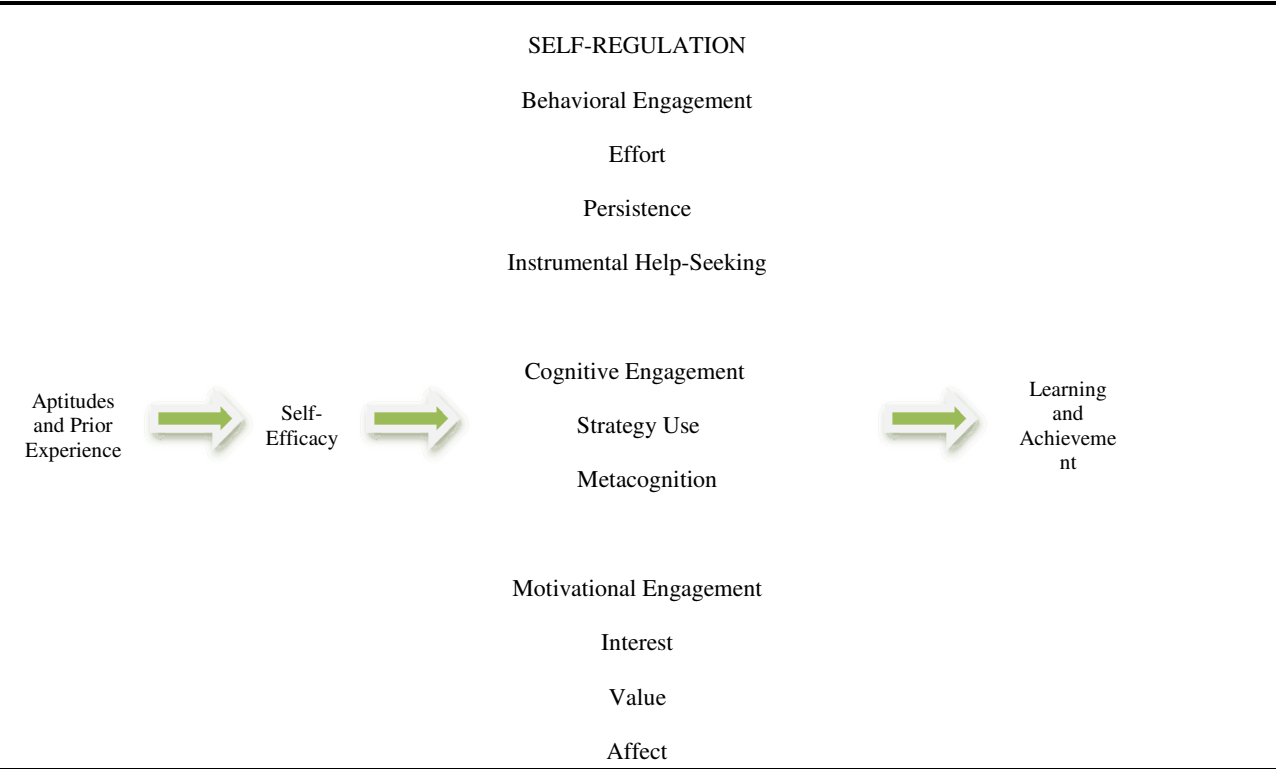 SELF-REGULATION
Behavioral Engagement
Effort
Persistence
Instrumental Help-Seeking
Aptitudes
and Prior
Experience
Self-
Efficacy
Cognitive Engagement
Strategy Use
Metacognition
Learning
and
Achieveme
nt
Motivational Engagement
Interest
Value
Affect